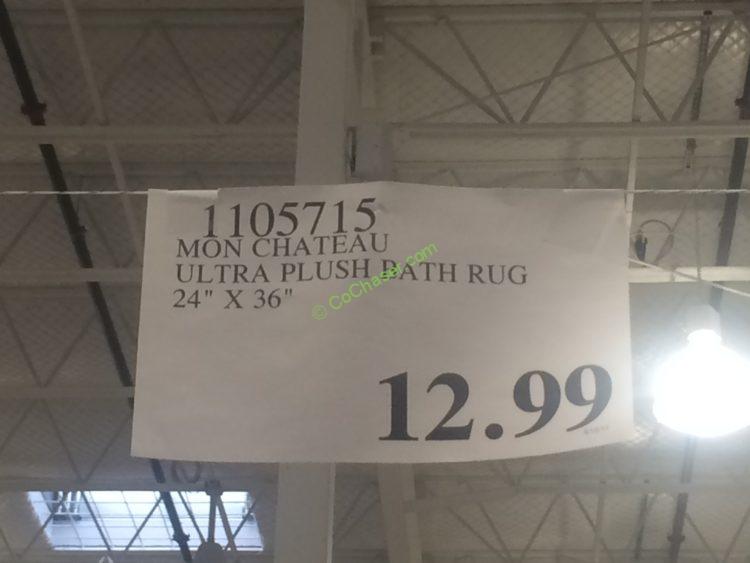 1105715
MON CHATEAU
ULTRA PLUSH BATH RUG
24" X 36"
© CoChaser.com
12.99